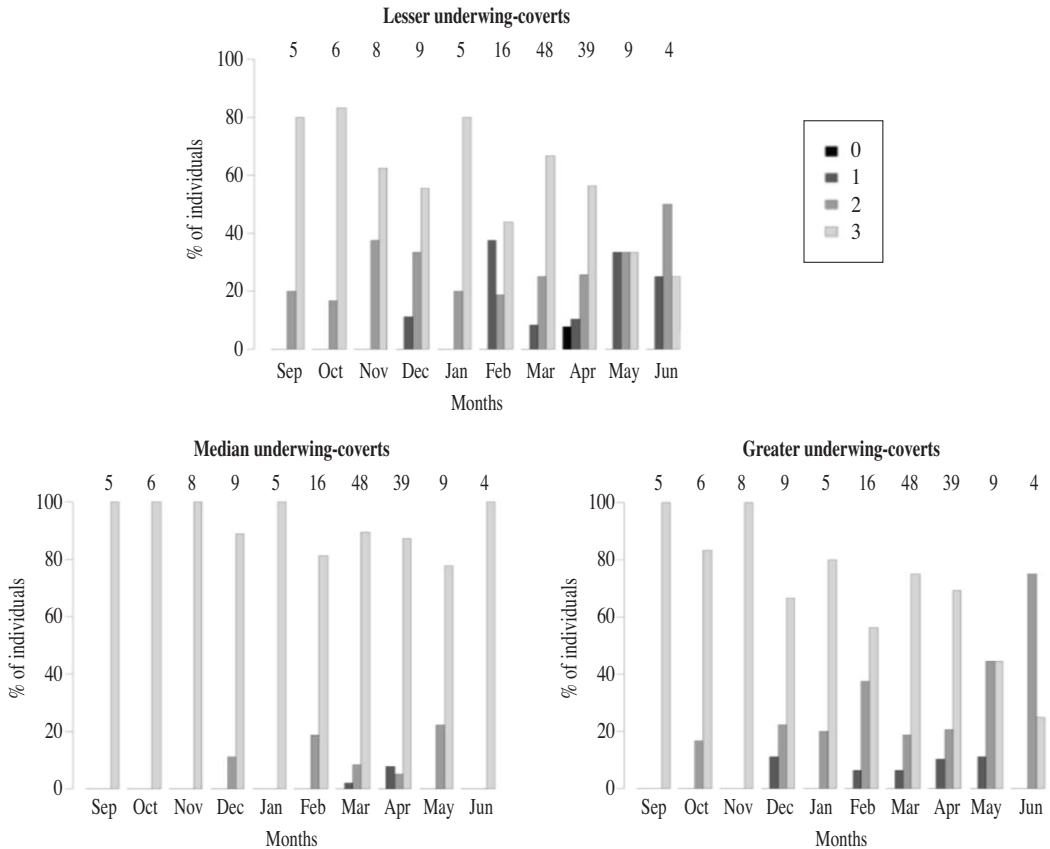 Lesser underwing-coverts
5 6 8 9 5 16 48 39 9 4
100
80
60
40
20
0
% of individuals
Sep Oct Nov Dec Jan Feb Mar Apr May Jun
Months
0
1
2
3
Median underwing-coverts
5 6 8 9 5 16 48 39 9 4
100
80
60
40
20
0
% of individuals
Sep Oct Nov Dec Jan Feb Mar Apr May Jun
Months
Greater underwing-coverts
5 6 8 9 5 16 48 39 9 4
100
80
60
40
20
0
% of individuals
Sep Oct Nov Dec Jan Feb Mar Apr May Jun
Months